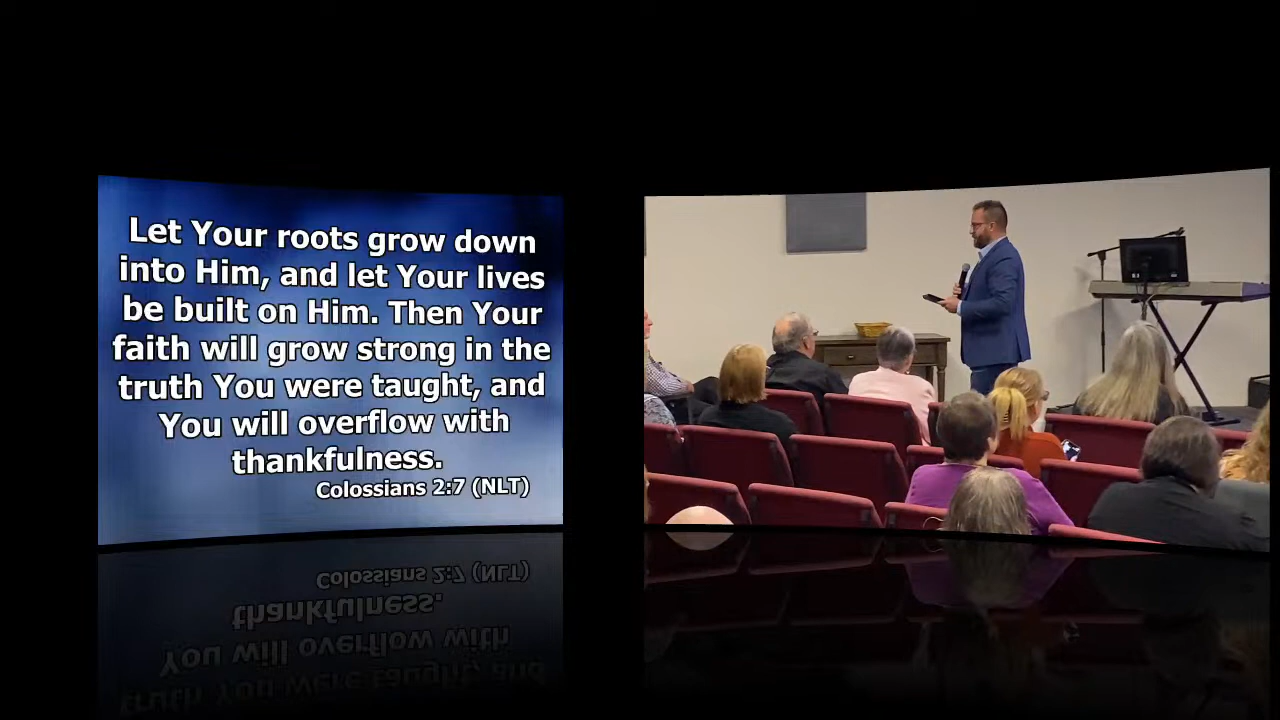 Let Your roots grow down
into Him, and let Your lives
be built on Him. Then Your
faith will grow strong in the
truth You were taught, and
You will overflow with
thankfulness.
Colossians 2:7 (NLT)